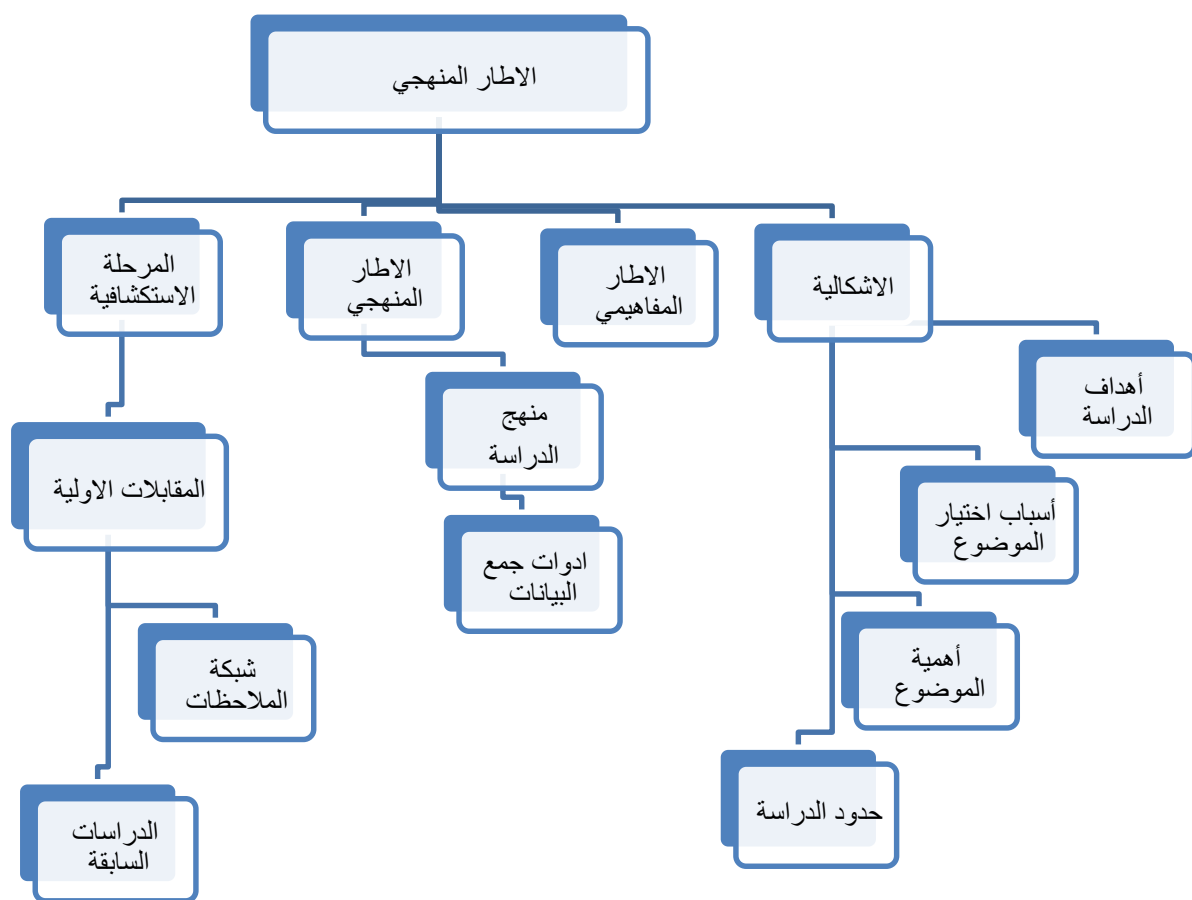 الاطار المنهجي
الاشكالية
الاطار
المفاهيمي
الاطار
المنهجي
المرحلة
الاستكشافية
أهداف
الدراسة
منهج
الدراسة
المقابلات الاولية
أسباب اختيار
الموضوع
ادوات جمع
البيانات
أهمية
الموضوع
شبكة
الملاحظات
حدود الدراسة
الدراسات
السابقة